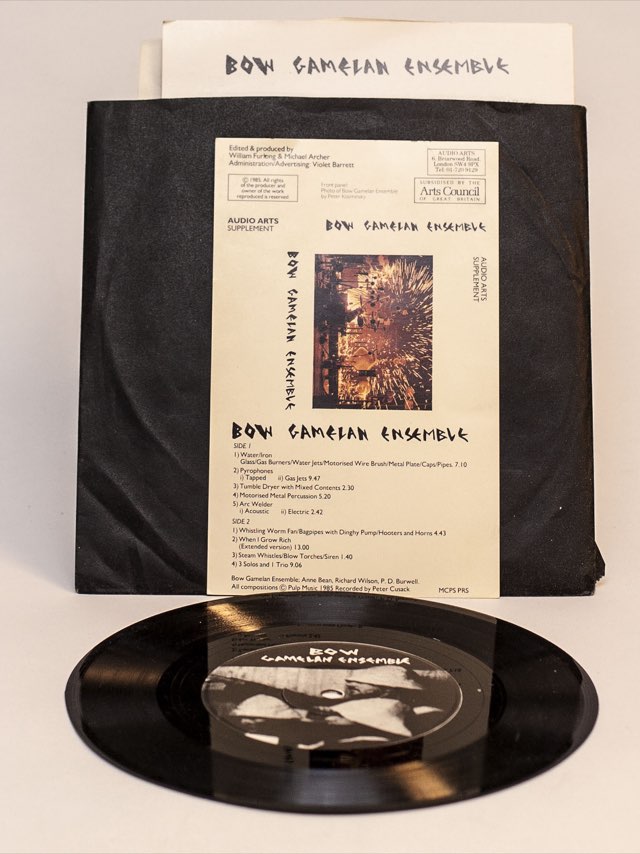 BOW GAMELAN ENSEMBLE
Edited & produced by
William Furlong & Michael Archer
Administration/Advertising: Violet Barrett
© 1985: All rights
of the producer and
owner of the work
reproduced is reserved
Front panel:
Photo of Bow Gamelan Ensemble
by Peter Kosminsky
AUDIO ARTS
6, Briarwood Road,
London SW4 9PX
Tel: 01-720 9129
SUBSIDISED BY THE
Arts Council
OF GREAT BRITAIN
AUDIO ARTS
SUPPLEMENT
BOW GAMELAN ENSEMBLE
BOW GAMELAN ENSEMBLE
AUDIO ARTS
SUPPLEMENT
BOW GAMELAN ENSEMBLE
SIDE 1
1) Water/Iron
Glass/Gas Burners/Water Jets/Motorised Wire Brush/Metal Plate/Caps/Pipes. 7.10
2) Pyrophones
i) Tapped ii) Gas Jets 9.47
3) Tumble Dryer with Mixed Contents 2.30
4) Motorised Metal Percussion 5.20
5) Arc Welder
i) Acoustic ii) Electric 2.42
SIDE 2
1) Whistling Worm Fan/Bagpipes with Dinghy Pump/Hooters and Horns 4.43
2) When I Grow Rich
(Extended version) 13.00
3) Steam Whistles/Blow Torches/Siren 1.40
4) 3 Solos and 1 Trio 9.06
Bow Gamelan Ensemble; Anne Bean, Richard Wilson, P. D. Burwell.
All compositions © Pulp Music 1985 Recorded by Peter Cusack
MCPS PRS
BOW
GAMELAN ENSEMBLE